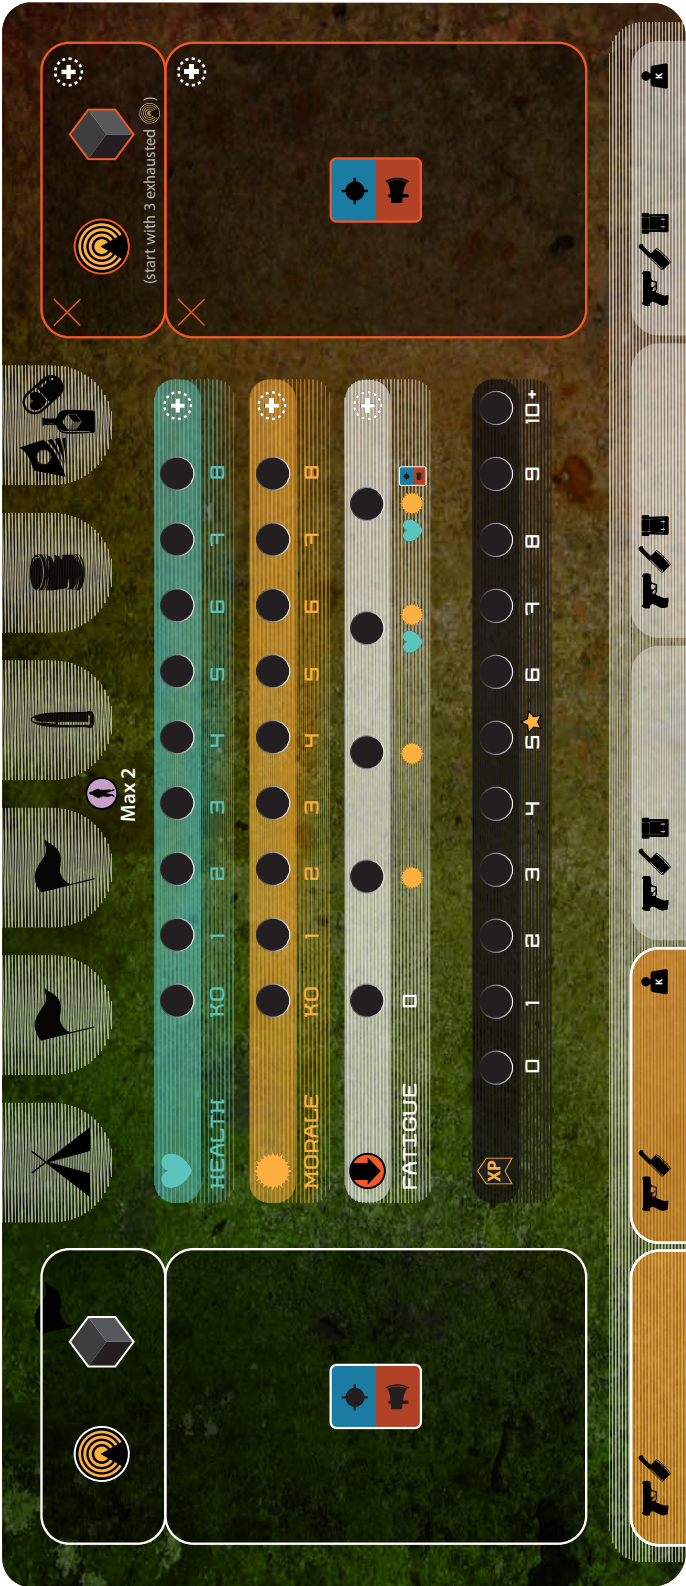 (start with 3 exhausted )
Max 2
HEALTH KO 1 2 3 4 5 6 7 8
MORALE KO 1 2 3 4 5 6 7 8
FATIGUE 0
XP
0 1 2 3 4 5 6 7 8 9 10+
K
K